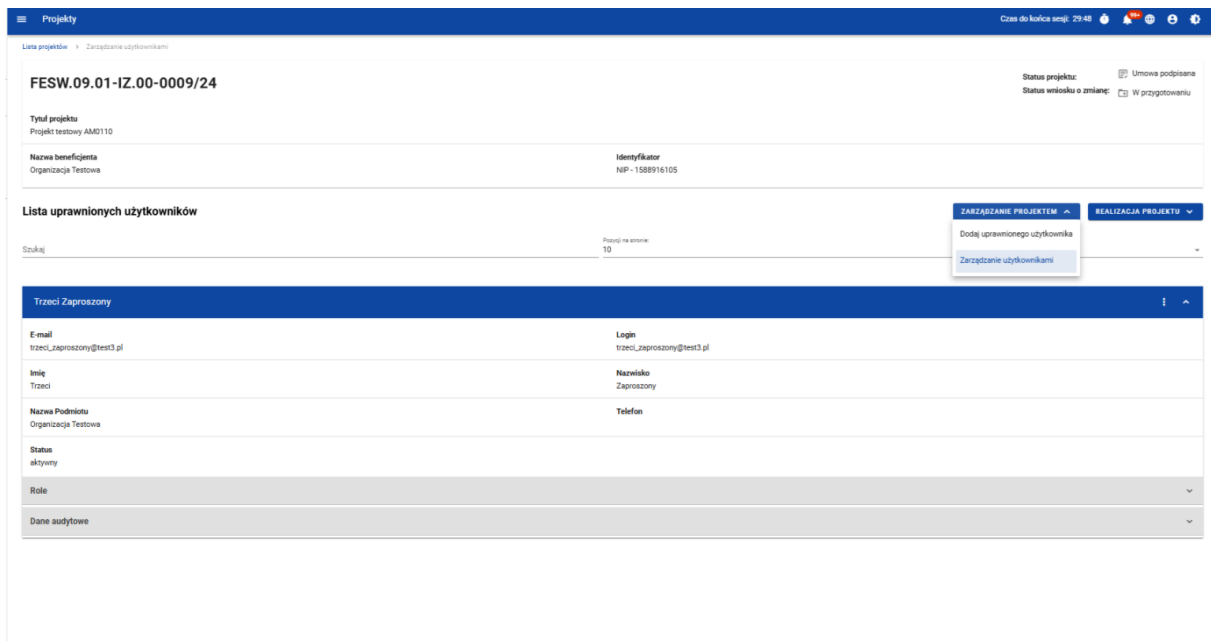 Projekty
Czas do końca sesji: 29:48
99+
Lista projektów > Zarządzanie użytkownikami
FESW.09.01-IZ.00-0009/24
Status projektu: Umowa podpisana
Status wniosku o zmianę: W przygotowaniu
Tytuł projektu
Projekt testowy AM0110
Nazwa beneficjenta
Organizacja Testowa
Identyfikator
NIP - 1588916105
Lista uprawnionych użytkowników
ZARZĄDZANIE PROJEKTEM
REALIZACJA PROJEKTU
Dodaj uprawnionego użytkownika
Zarządzanie użytkownikami
Szukaj
Pozycji na stronie:
10
Trzeci Zaproszony
E-mail
trzeci_zaproszony@test3.pl
Login
trzeci_zaproszony@test3.pl
Imię
Trzeci
Nazwisko
Zaproszony
Nazwa Podmiotu
Organizacja Testowa
Telefon
Status
aktywny
Role
Dane audytowe